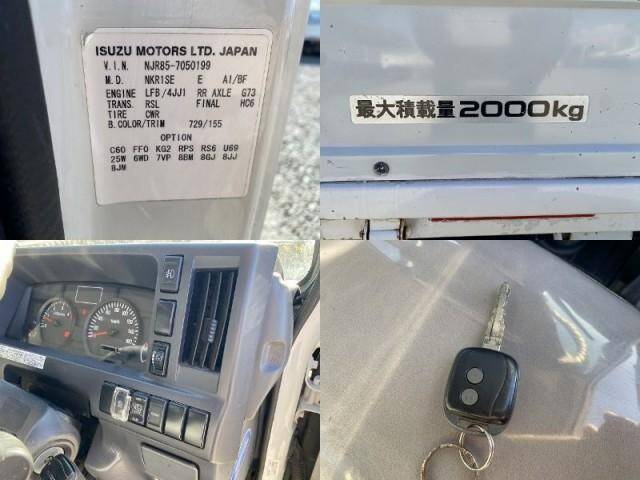 ISUZU MOTORS LTD. JAPAN
V.I.N. NJR85-7050199
M.D. NKR1SE E A1/BF
ENGINE LFB/4JJ1 RR AXLE G73
TRANS. RSL FINAL HC6
TIRE CWR
B.COLOR/TRIM 729/155
OPTION
C60 FF0 KG2 RPS RS6 U69
25W 6WD 7VP 8BM 8GJ 8JJ
8JM
最大積載量2000kg